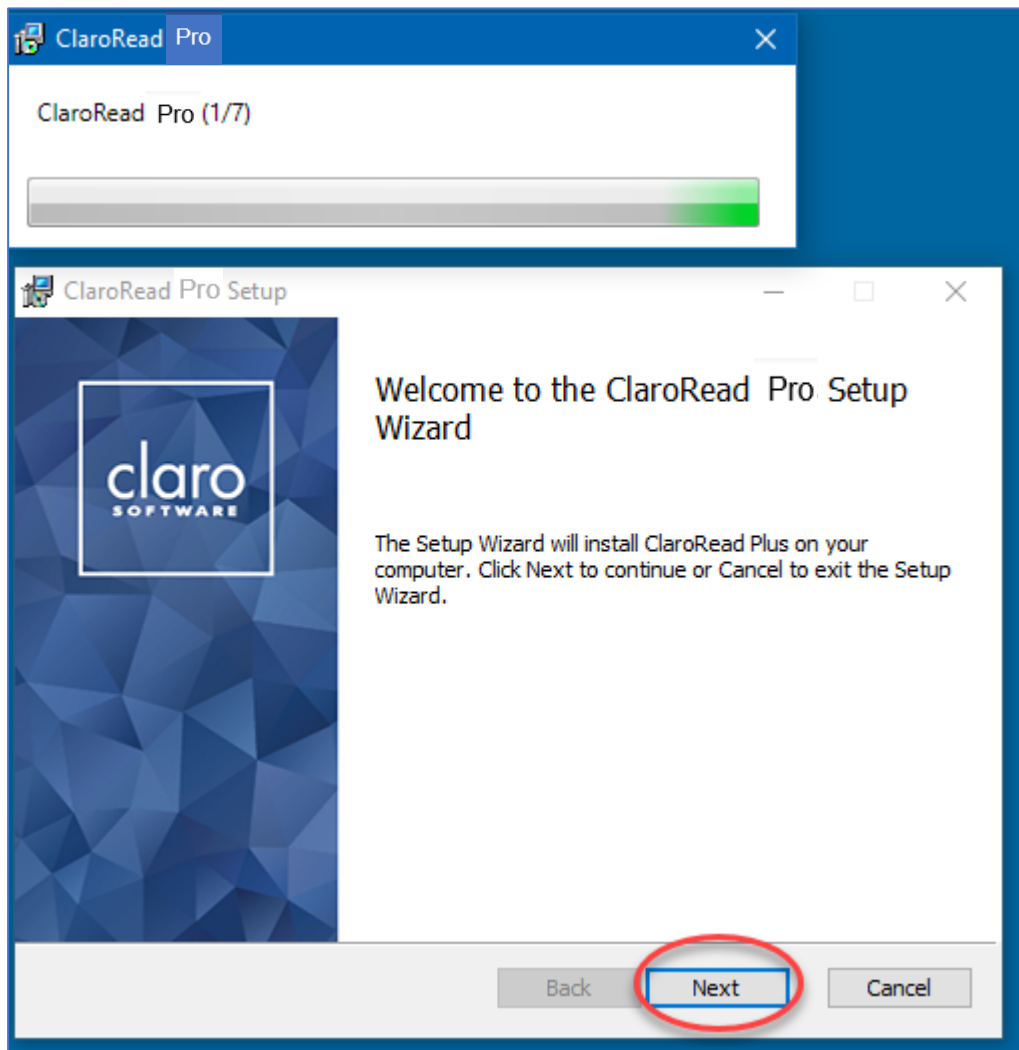 ClaroRead Pro
ClaroRead Pro (1/7)
ClaroRead Pro Setup
claro
SOFTWARE
Welcome to the ClaroRead Pro Setup
Wizard
The Setup Wizard will install ClaroRead Plus on your
computer. Click Next to continue or Cancel to exit the Setup
Wizard.
Back Next Cancel